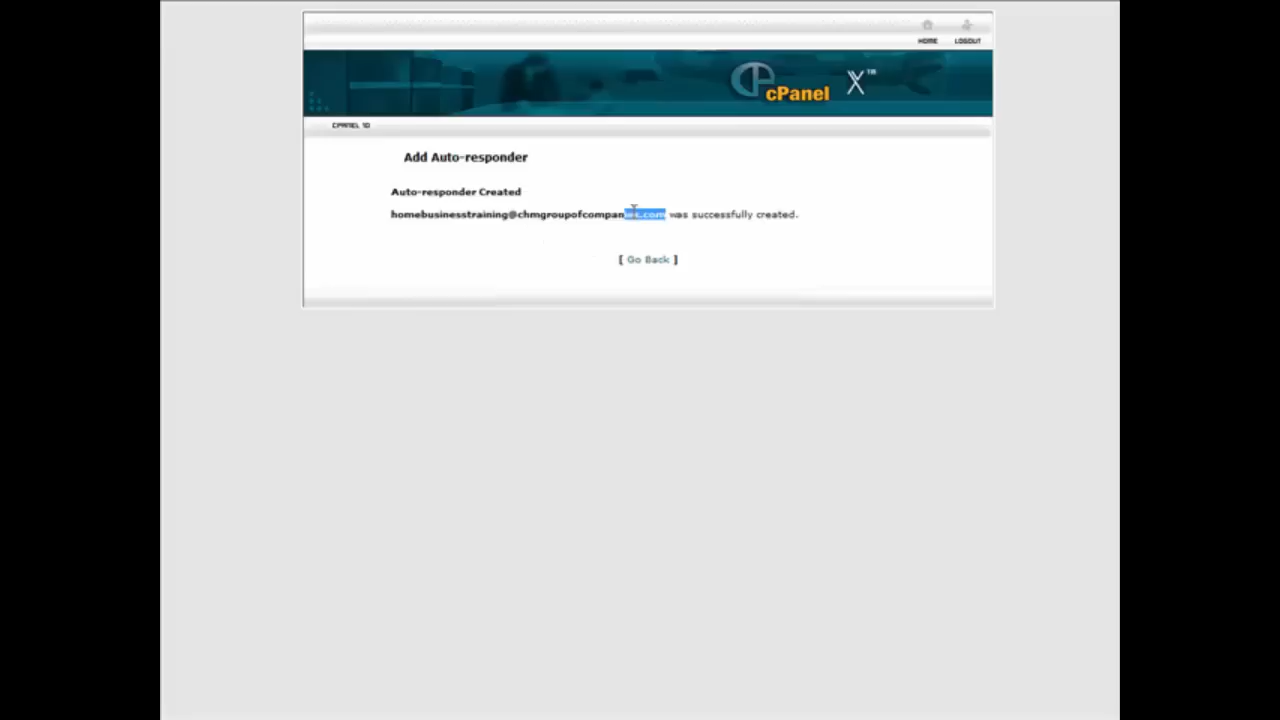 HOME LOGOUT
cPanel X™
CPANEL 10
Add Auto-responder
Auto-responder Created
homebusinesstraining@chmgroupofcompanies.com was successfully created.
[ Go Back ]